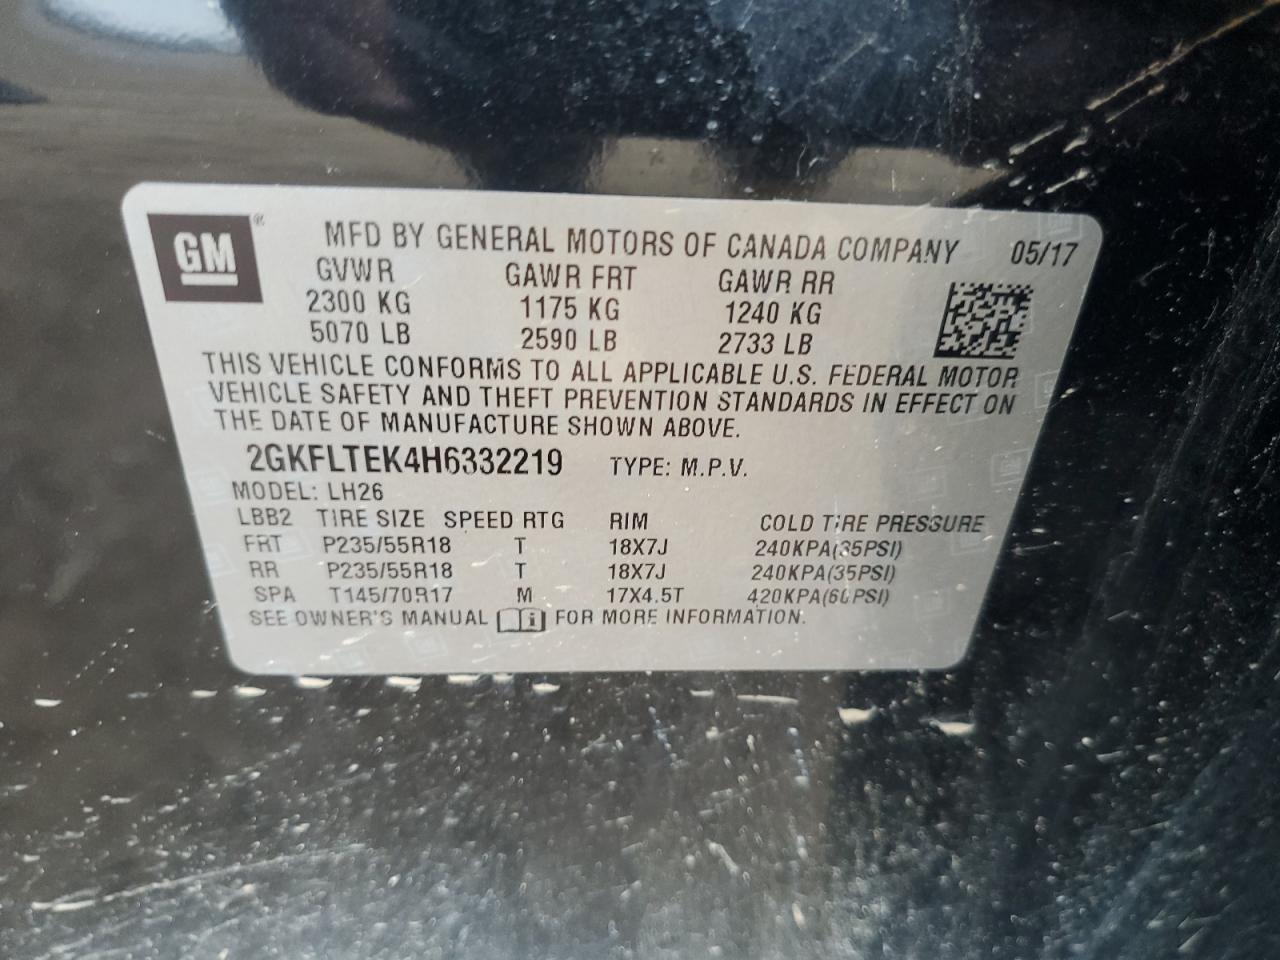 GM ®
MFD BY GENERAL MOTORS OF CANADA COMPANY 05/17
GVWR GAWR FRT GAWR RR
2300 KG 1175 KG 1240 KG
5070 LB 2590 LB 2733 LB
THIS VEHICLE CONFORMS TO ALL APPLICABLE U.S. FEDERAL MOTOR
VEHICLE SAFETY AND THEFT PREVENTION STANDARDS IN EFFECT ON
THE DATE OF MANUFACTURE SHOWN ABOVE.
2GKFLTEK4H6332219 TYPE: M.P.V.
MODEL: LH26
LBB2 TIRE SIZE SPEED RTG RIM COLD TIRE PRESSURE
FRT P235/55R18 T 18X7J 240KPA(35PSI)
RR P235/55R18 T 18X7J 240KPA(35PSI)
SPA T145/70R17 M 17X4.5T 420KPA(60PSI)
SEE OWNER'S MANUAL i FOR MORE INFORMATION.